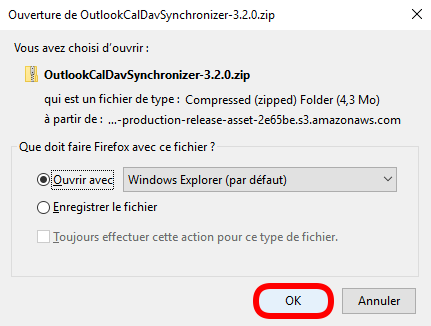 Ouverture de OutlookCalDavSynchronizer-3.2.0.zip
Vous avez choisi d'ouvrir :
OutlookCalDavSynchronizer-3.2.0.zip
qui est un fichier de type : Compressed (zipped) Folder (4,3 Mo)
à partir de : ...-production-release-asset-2e65be.s3.amazonaws.com
Que doit faire Firefox avec ce fichier ?
Ouvrir avec Windows Explorer (par défaut)
Enregistrer le fichier
Toujours effectuer cette action pour ce type de fichier.
OK Annuler